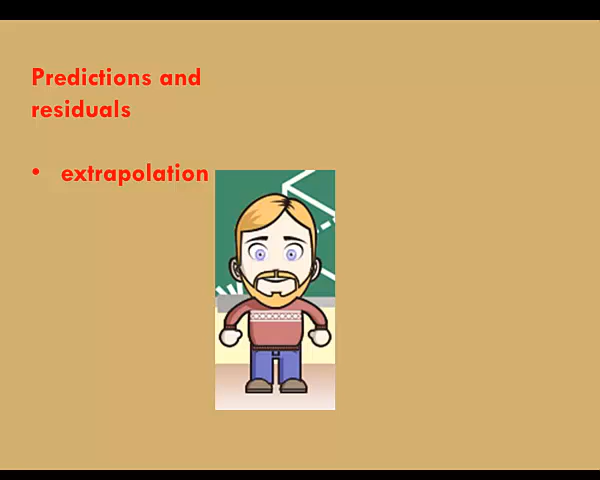 Predictions and
residuals
• extrapolation